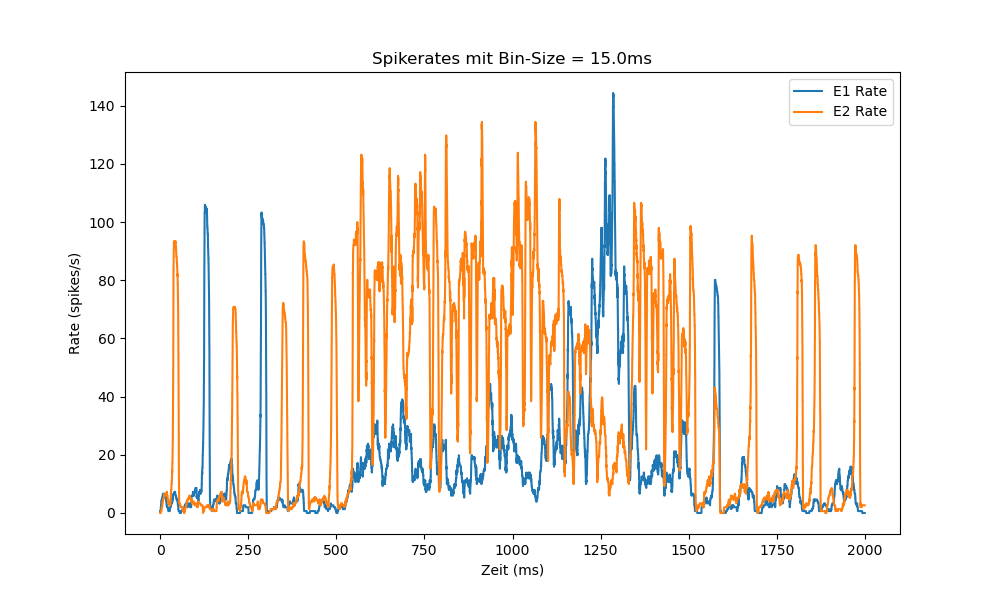 Spikerates mit Bin-Size = 15.0ms
E1 Rate
E2 Rate
140
120
100
80
60
40
20
0
Rate (spikes/s)
0 250 500 750 1000 1250 1500 1750 2000
Zeit (ms)